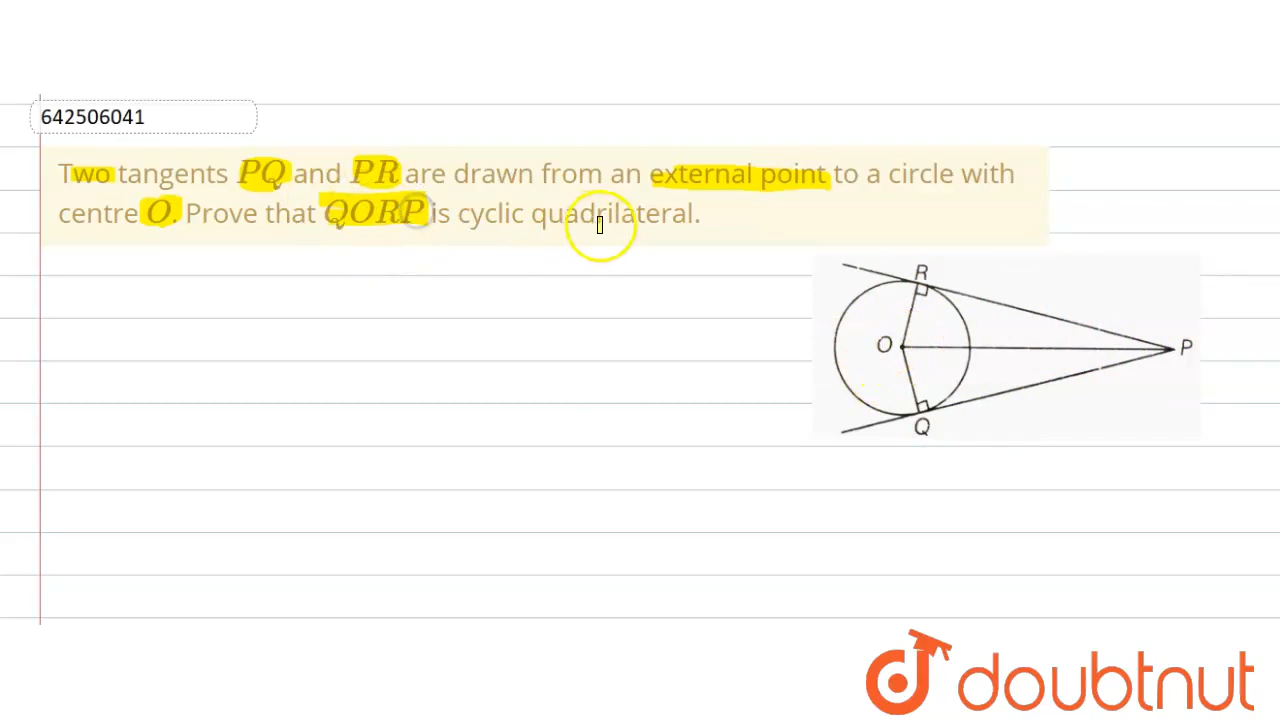 642506041
Two tangents PQ and PR are drawn from an external point to a circle with
centre O. Prove that QORP is cyclic quadrilateral.
R
O
P
Q
doubtnut